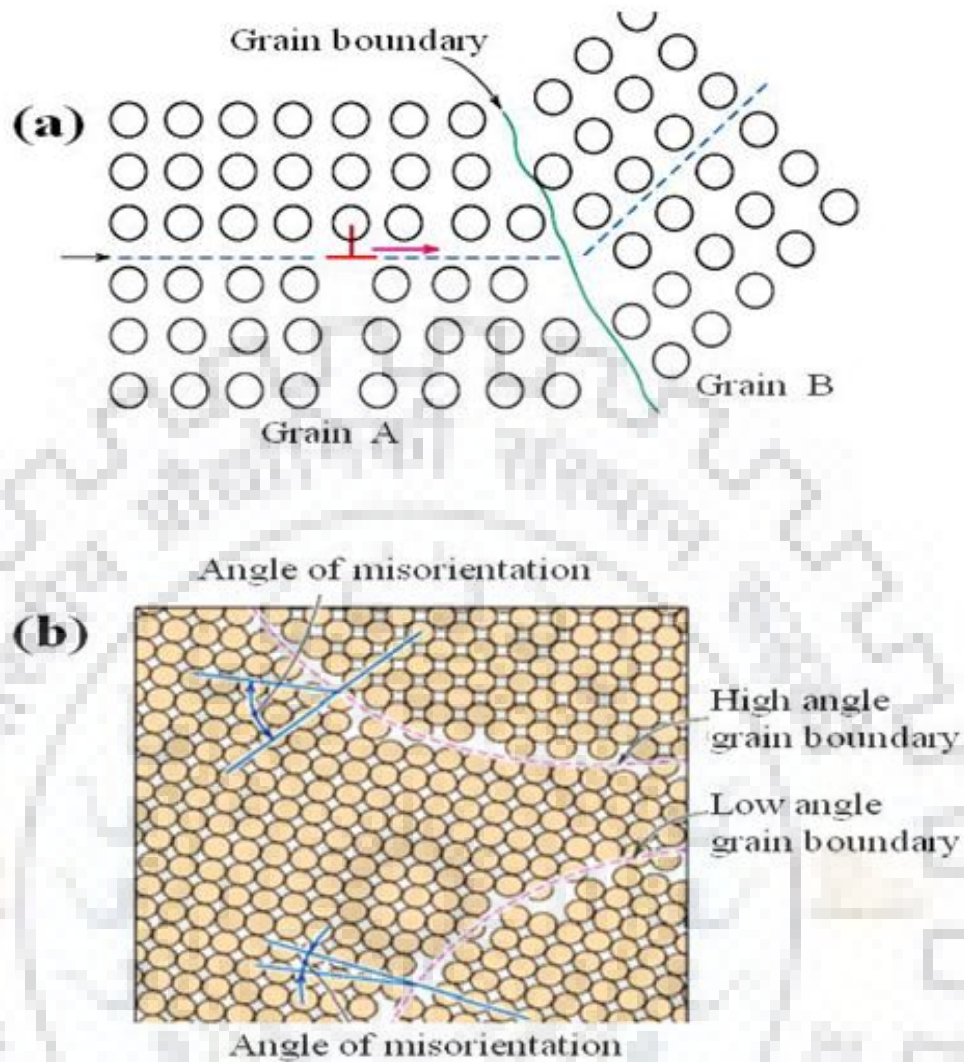 Grain boundary
(a)
Grain B
Grain A
Angle of misorientation
(b)
High angle
grain boundary
Low angle
grain boundary
Angle of misorientation